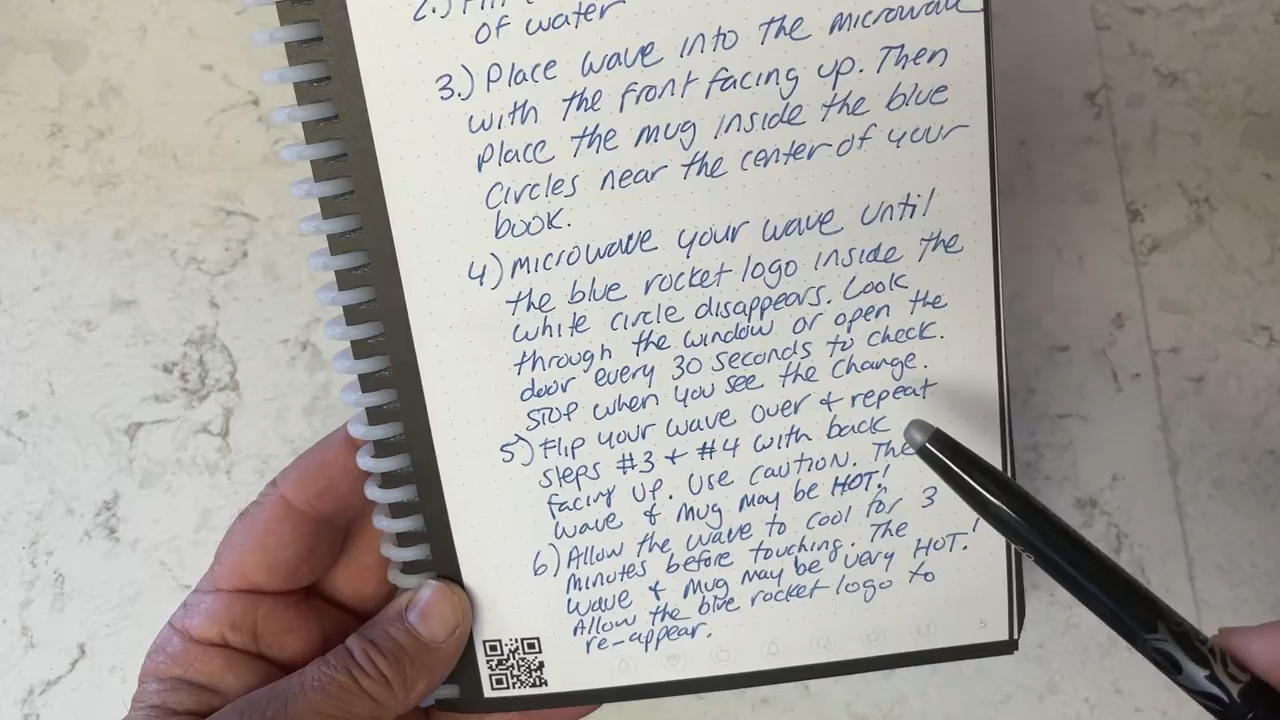 2.) Fill
of water
3.) Place wave into the microwave
with the front facing up. Then
place the mug inside the blue
circles near the center of your
book.
4.) Microwave your wave until
the blue rocket logo inside the
white circle disappears. Look
through the window or open the
door every 30 seconds to check.
Stop when you see the change.
5.) Flip your wave over & repeat
steps #3 & #4 with back
facing up. Use caution. The
wave & mug may be HOT!
6.) Allow the wave to cool for 3
minutes before touching. The
wave & mug may be very HOT!
Allow the blue rocket logo to
re-appear.
5